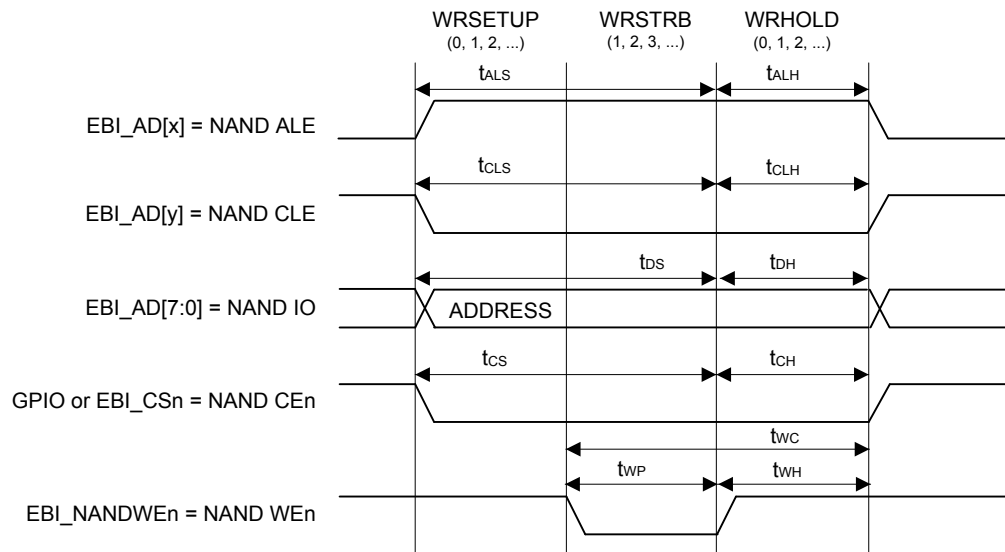 WRSETUP WRSTRB WRHOLD
(0, 1, 2, ...) (1, 2, 3, ...) (0, 1, 2, ...)
tALS tALH
EBI_AD[x] = NAND ALE
tCLS tCLH
EBI_AD[y] = NAND CLE
tDS tDH
EBI_AD[7:0] = NAND IO ADDRESS
tCS tCH
GPIO or EBI_CSn = NAND CEn
tWC
tWP tWH
EBI_NANDWEn = NAND WEn